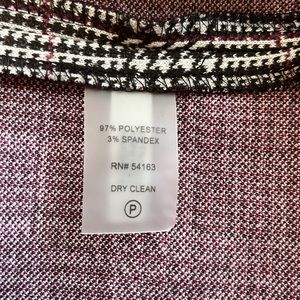 97% POLYESTER
3% SPANDEX
RN# 54163
DRY CLEAN
P